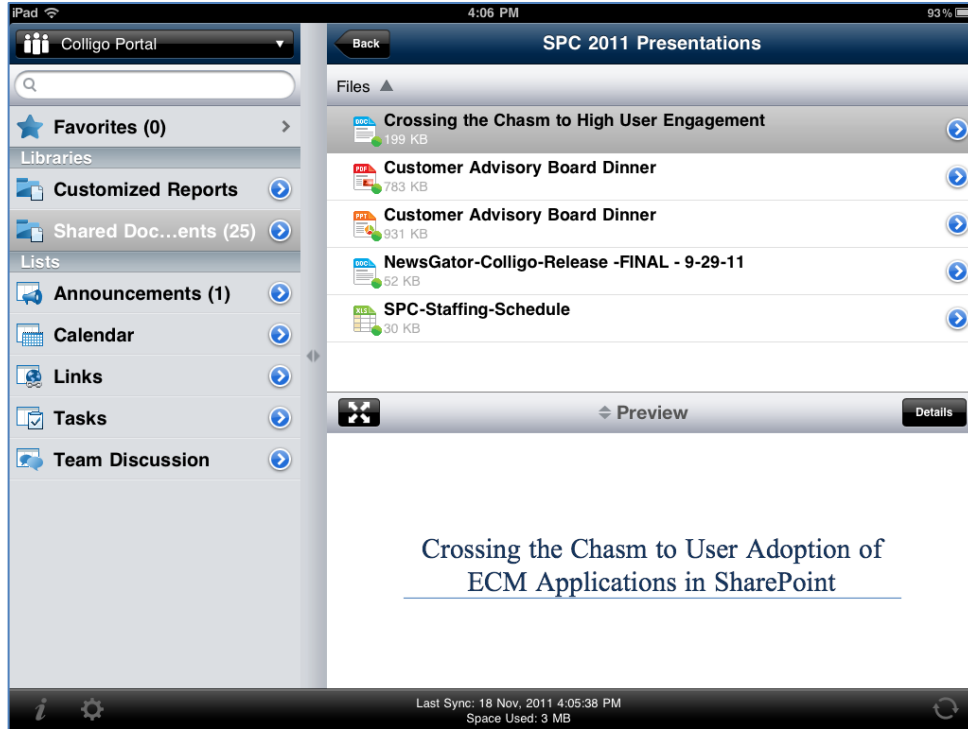 iPad 4:06 PM 93%
Colligo Portal
Back
SPC 2011 Presentations
Files
Favorites (0)
Libraries
Customized Reports
Shared Doc...ents (25)
Lists
Announcements (1)
Calendar
Links
Tasks
Team Discussion
DOC Crossing the Chasm to High User Engagement
199 KB
PDF Customer Advisory Board Dinner
783 KB
PPT Customer Advisory Board Dinner
931 KB
DOC NewsGator-Colligo-Release -FINAL - 9-29-11
52 KB
XLS SPC-Staffing-Schedule
30 KB
Preview
Details
Crossing the Chasm to User Adoption of
ECM Applications in SharePoint
i
Last Sync: 18 Nov, 2011 4:05:38 PM
Space Used: 3 MB